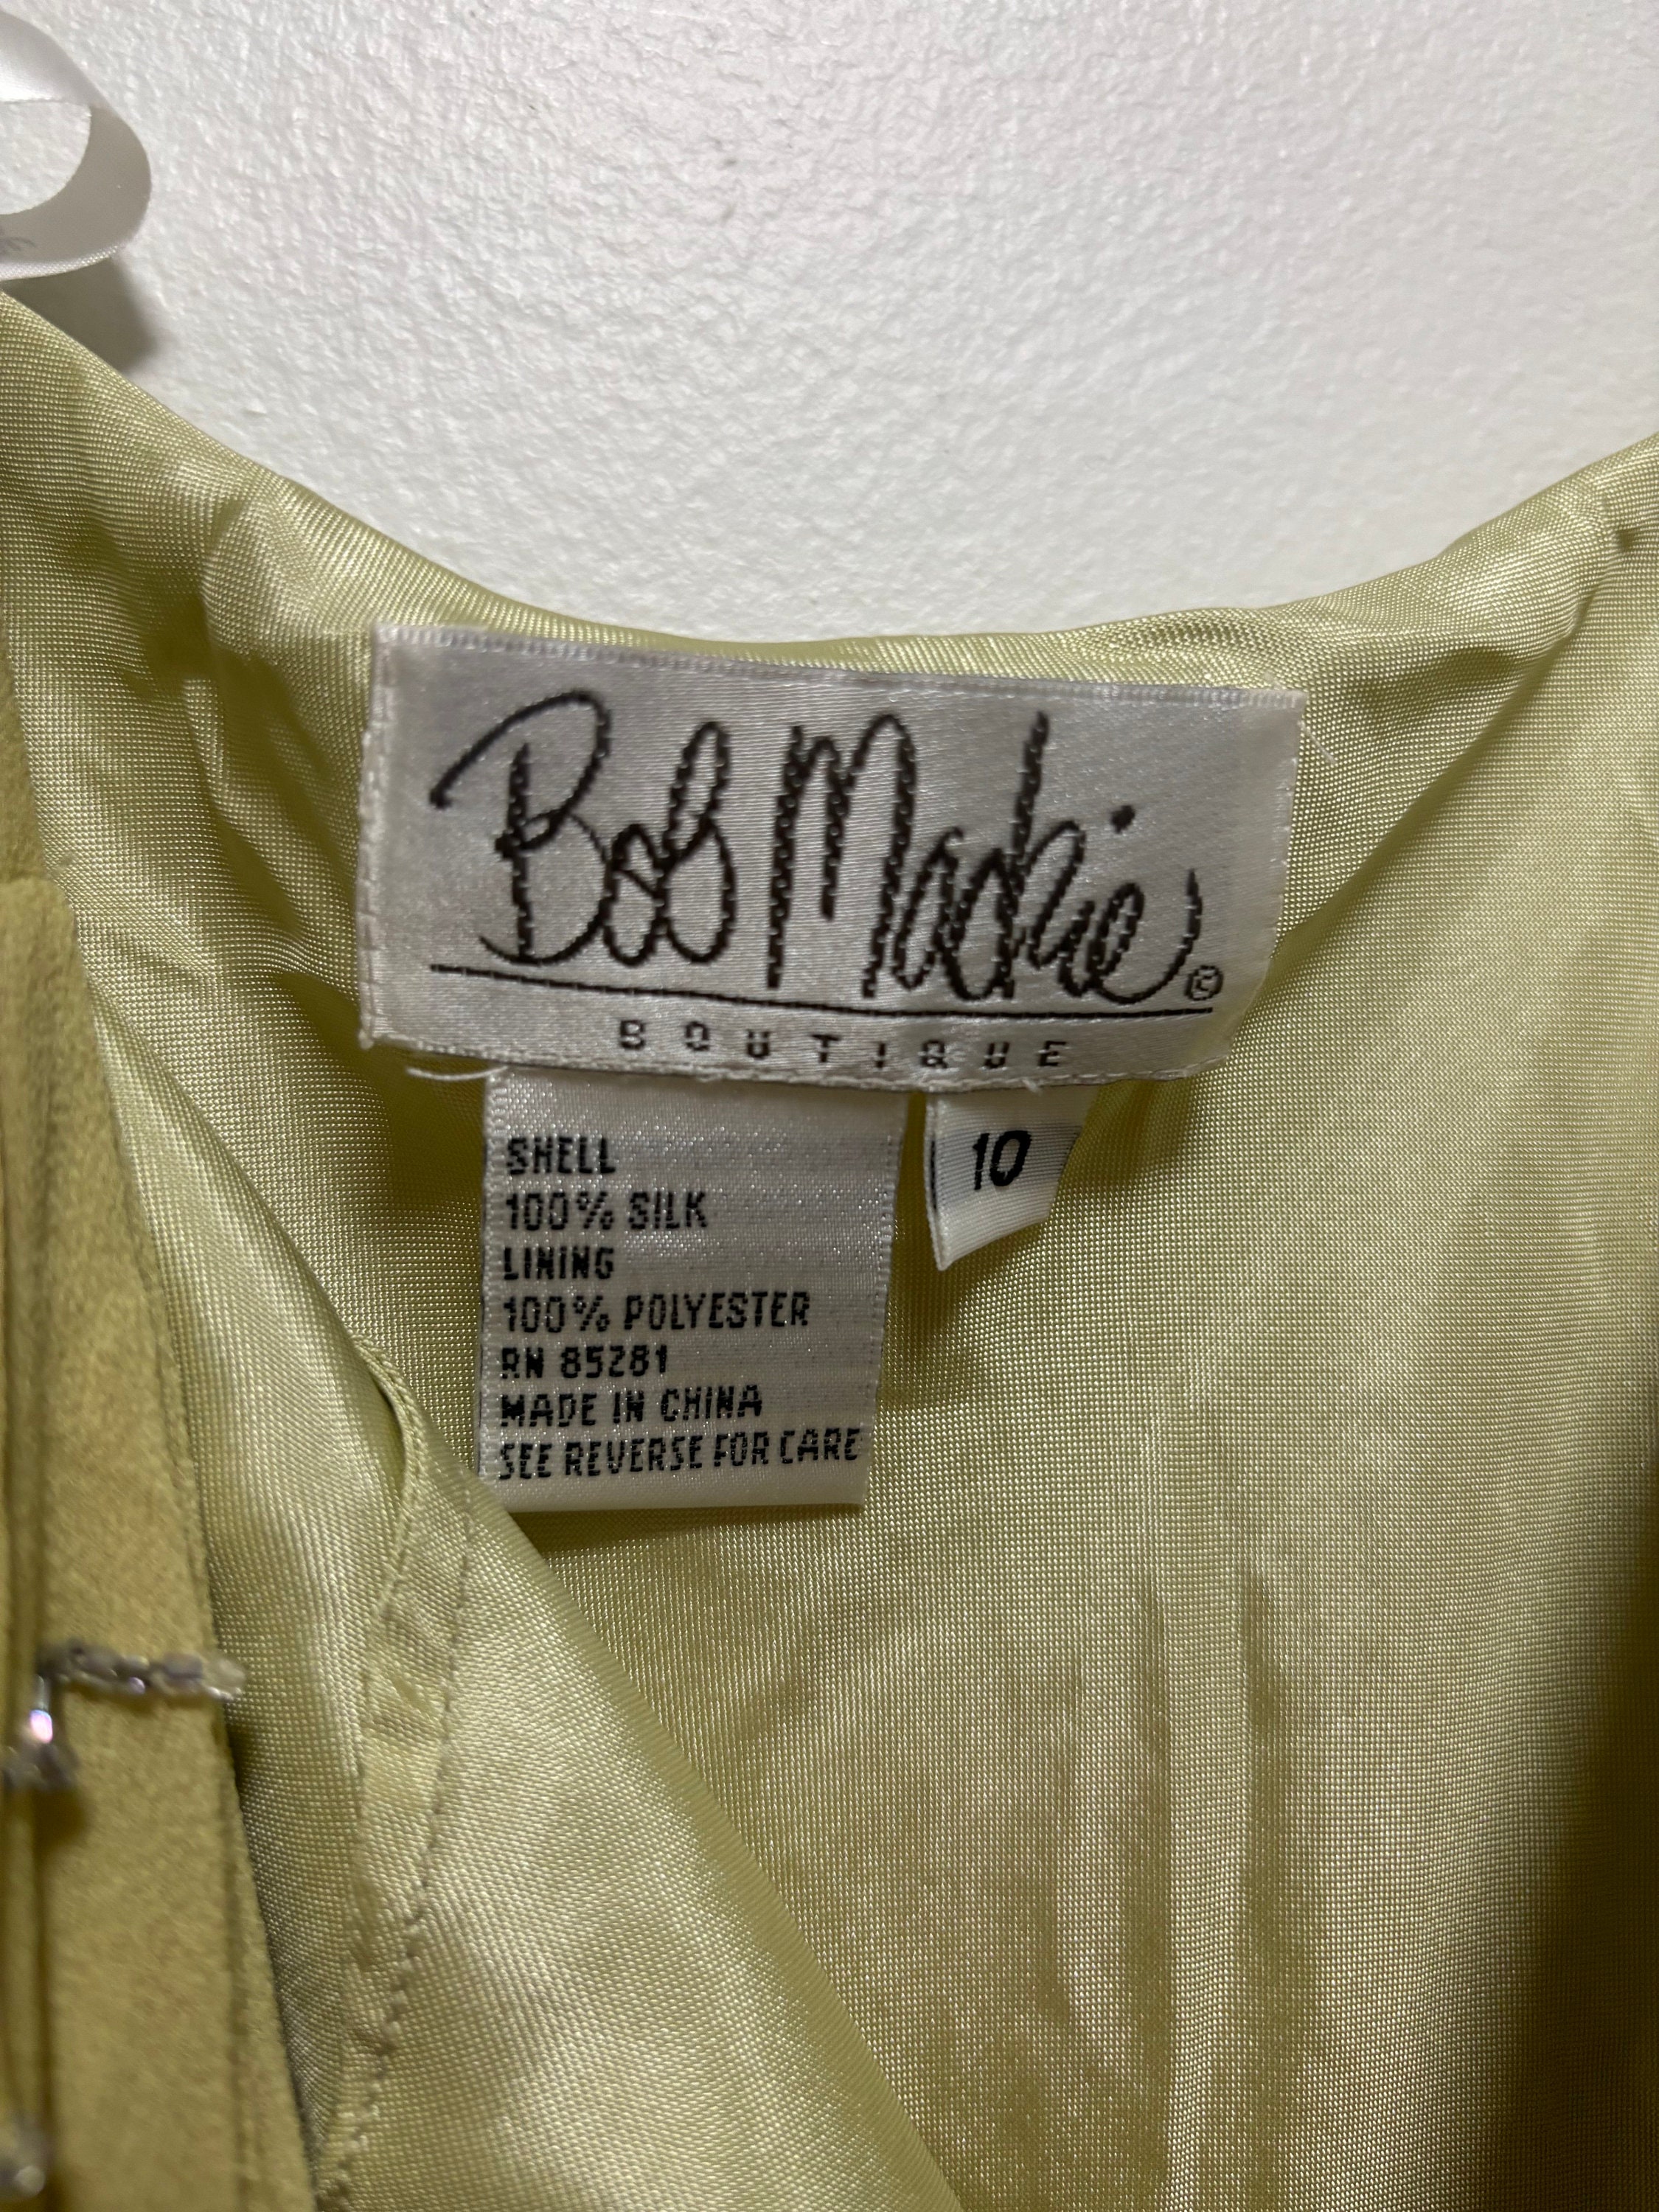 Bob Mackie ©
BOUTIQUE
10
SHELL
100% SILK
LINING
100% POLYESTER
RN 85281
MADE IN CHINA
SEE REVERSE FOR CARE